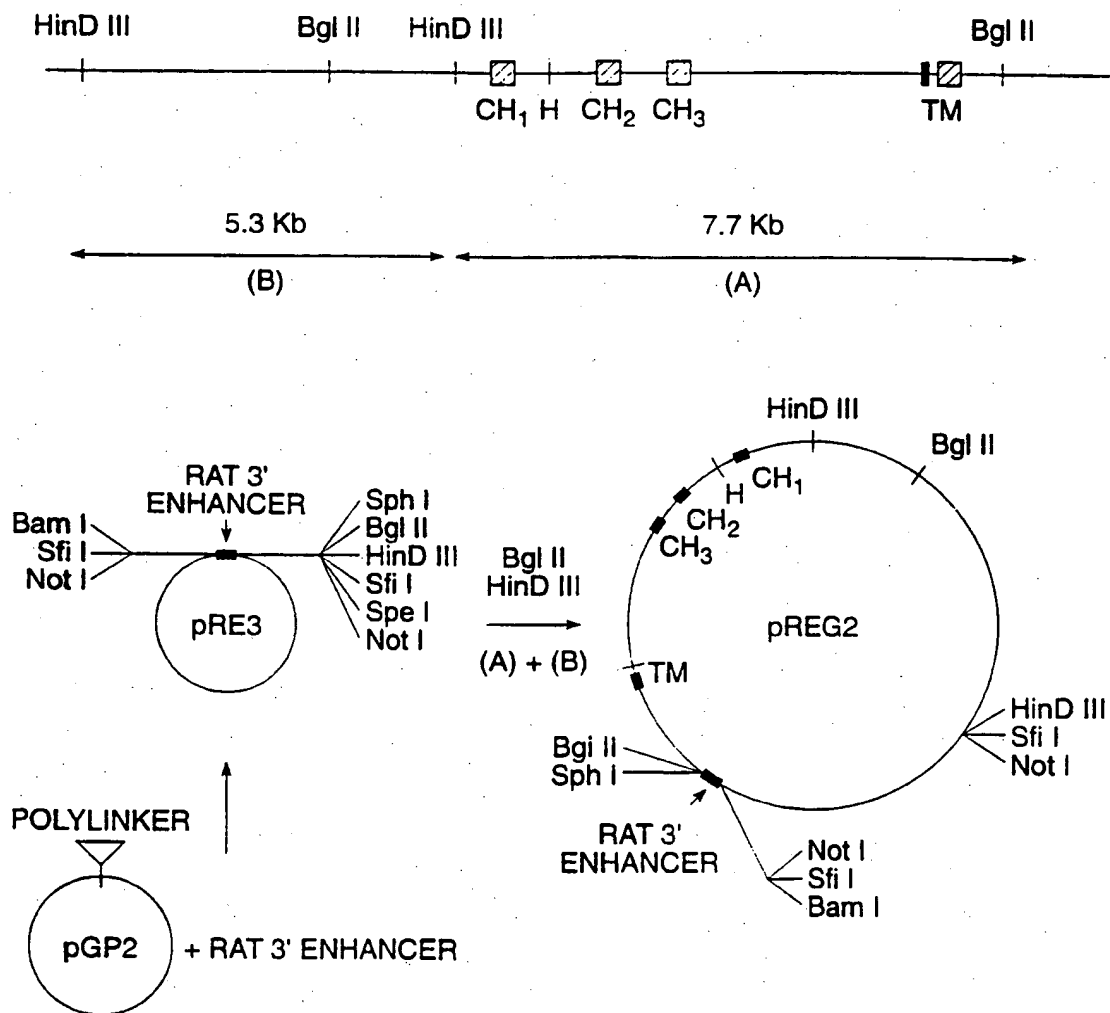 HinD III Bgl II HinD III Bgl II
CH1 H CH2 CH3 TM
5.3 Kb 7.7 Kb
(B) (A)
HinD III
Bgl II
CH1
H
CH2
CH3
TM
pREG2
Bgi II
Sph I
RAT 3'
ENHANCER
HinD III
Sfi I
Not I
Not I
Sfi I
Bam I
RAT 3'
ENHANCER
Bam I
Sfi I
Not I
Sph I
Bgl II
HinD III
Sfi I
Spe I
Not I
pRE3
Bgl II
HinD III
(A) + (B)
POLYLINKER
pGP2 + RAT 3' ENHANCER